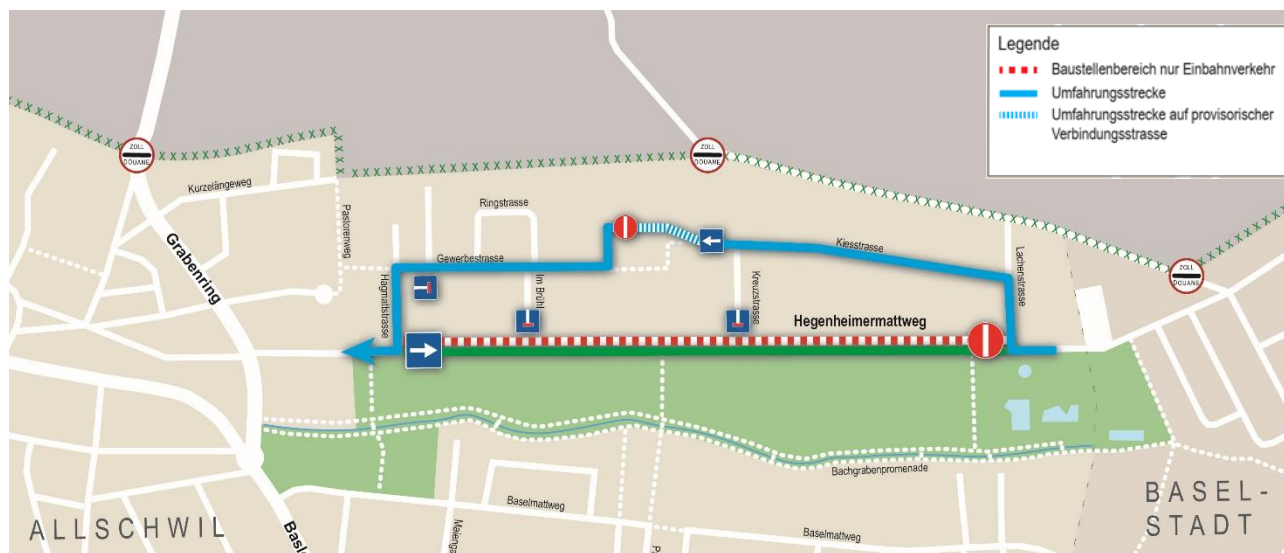 Legende
Baustellenbereich nur Einbahnverkehr
Umfahrungsstrecke
Umfahrungsstrecke auf provisorischer
Verbindungsstrasse
ZOLL
DOUANE
ZOLL
DOUANE
ZOLL
DOUANE
Kurzelängeweg
Pastorenweg
Grabenring
Ringstrasse
Gewerbestrasse
Hagmattstrasse
Im Brühl
Kiesstrasse
Kreuzstrasse
Lachenstrasse
Hegenheimermattweg
Bachgrabenpromenade
Baselmattweg
Baselmattweg
ALLSCHWIL
BASEL-
STADT